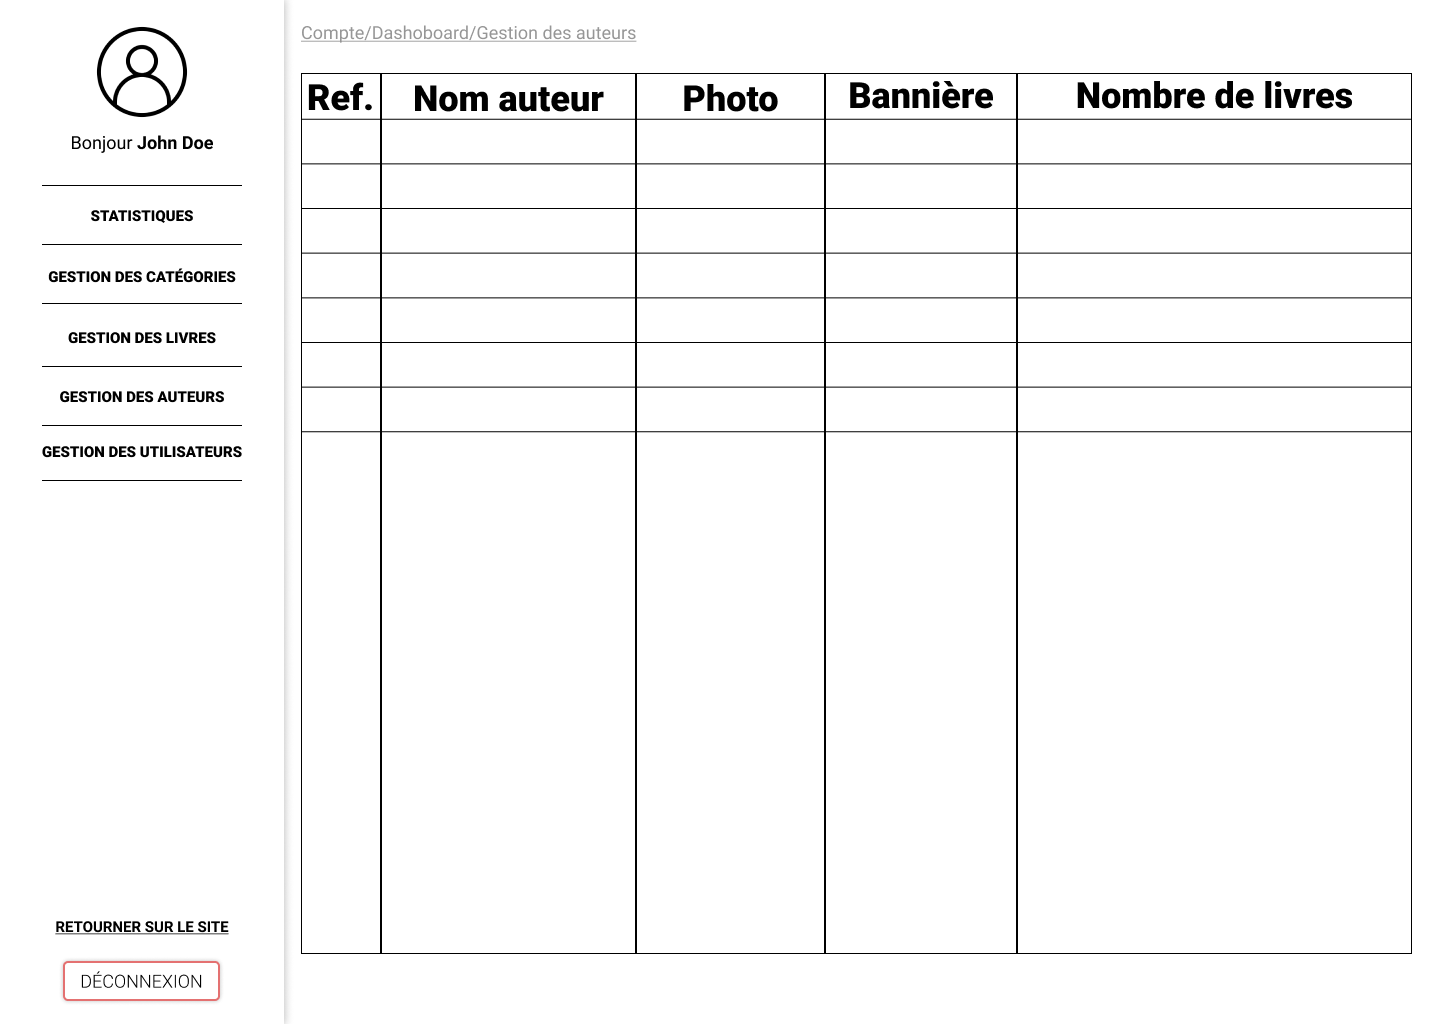 Bonjour John Doe
STATISTIQUES
GESTION DES CATÉGORIES
GESTION DES LIVRES
GESTION DES AUTEURS
GESTION DES UTILISATEURS
RETOURNER SUR LE SITE
DÉCONNEXION
Compte/Dashoboard/Gestion des auteurs
Ref. Nom auteur Photo Bannière Nombre de livres